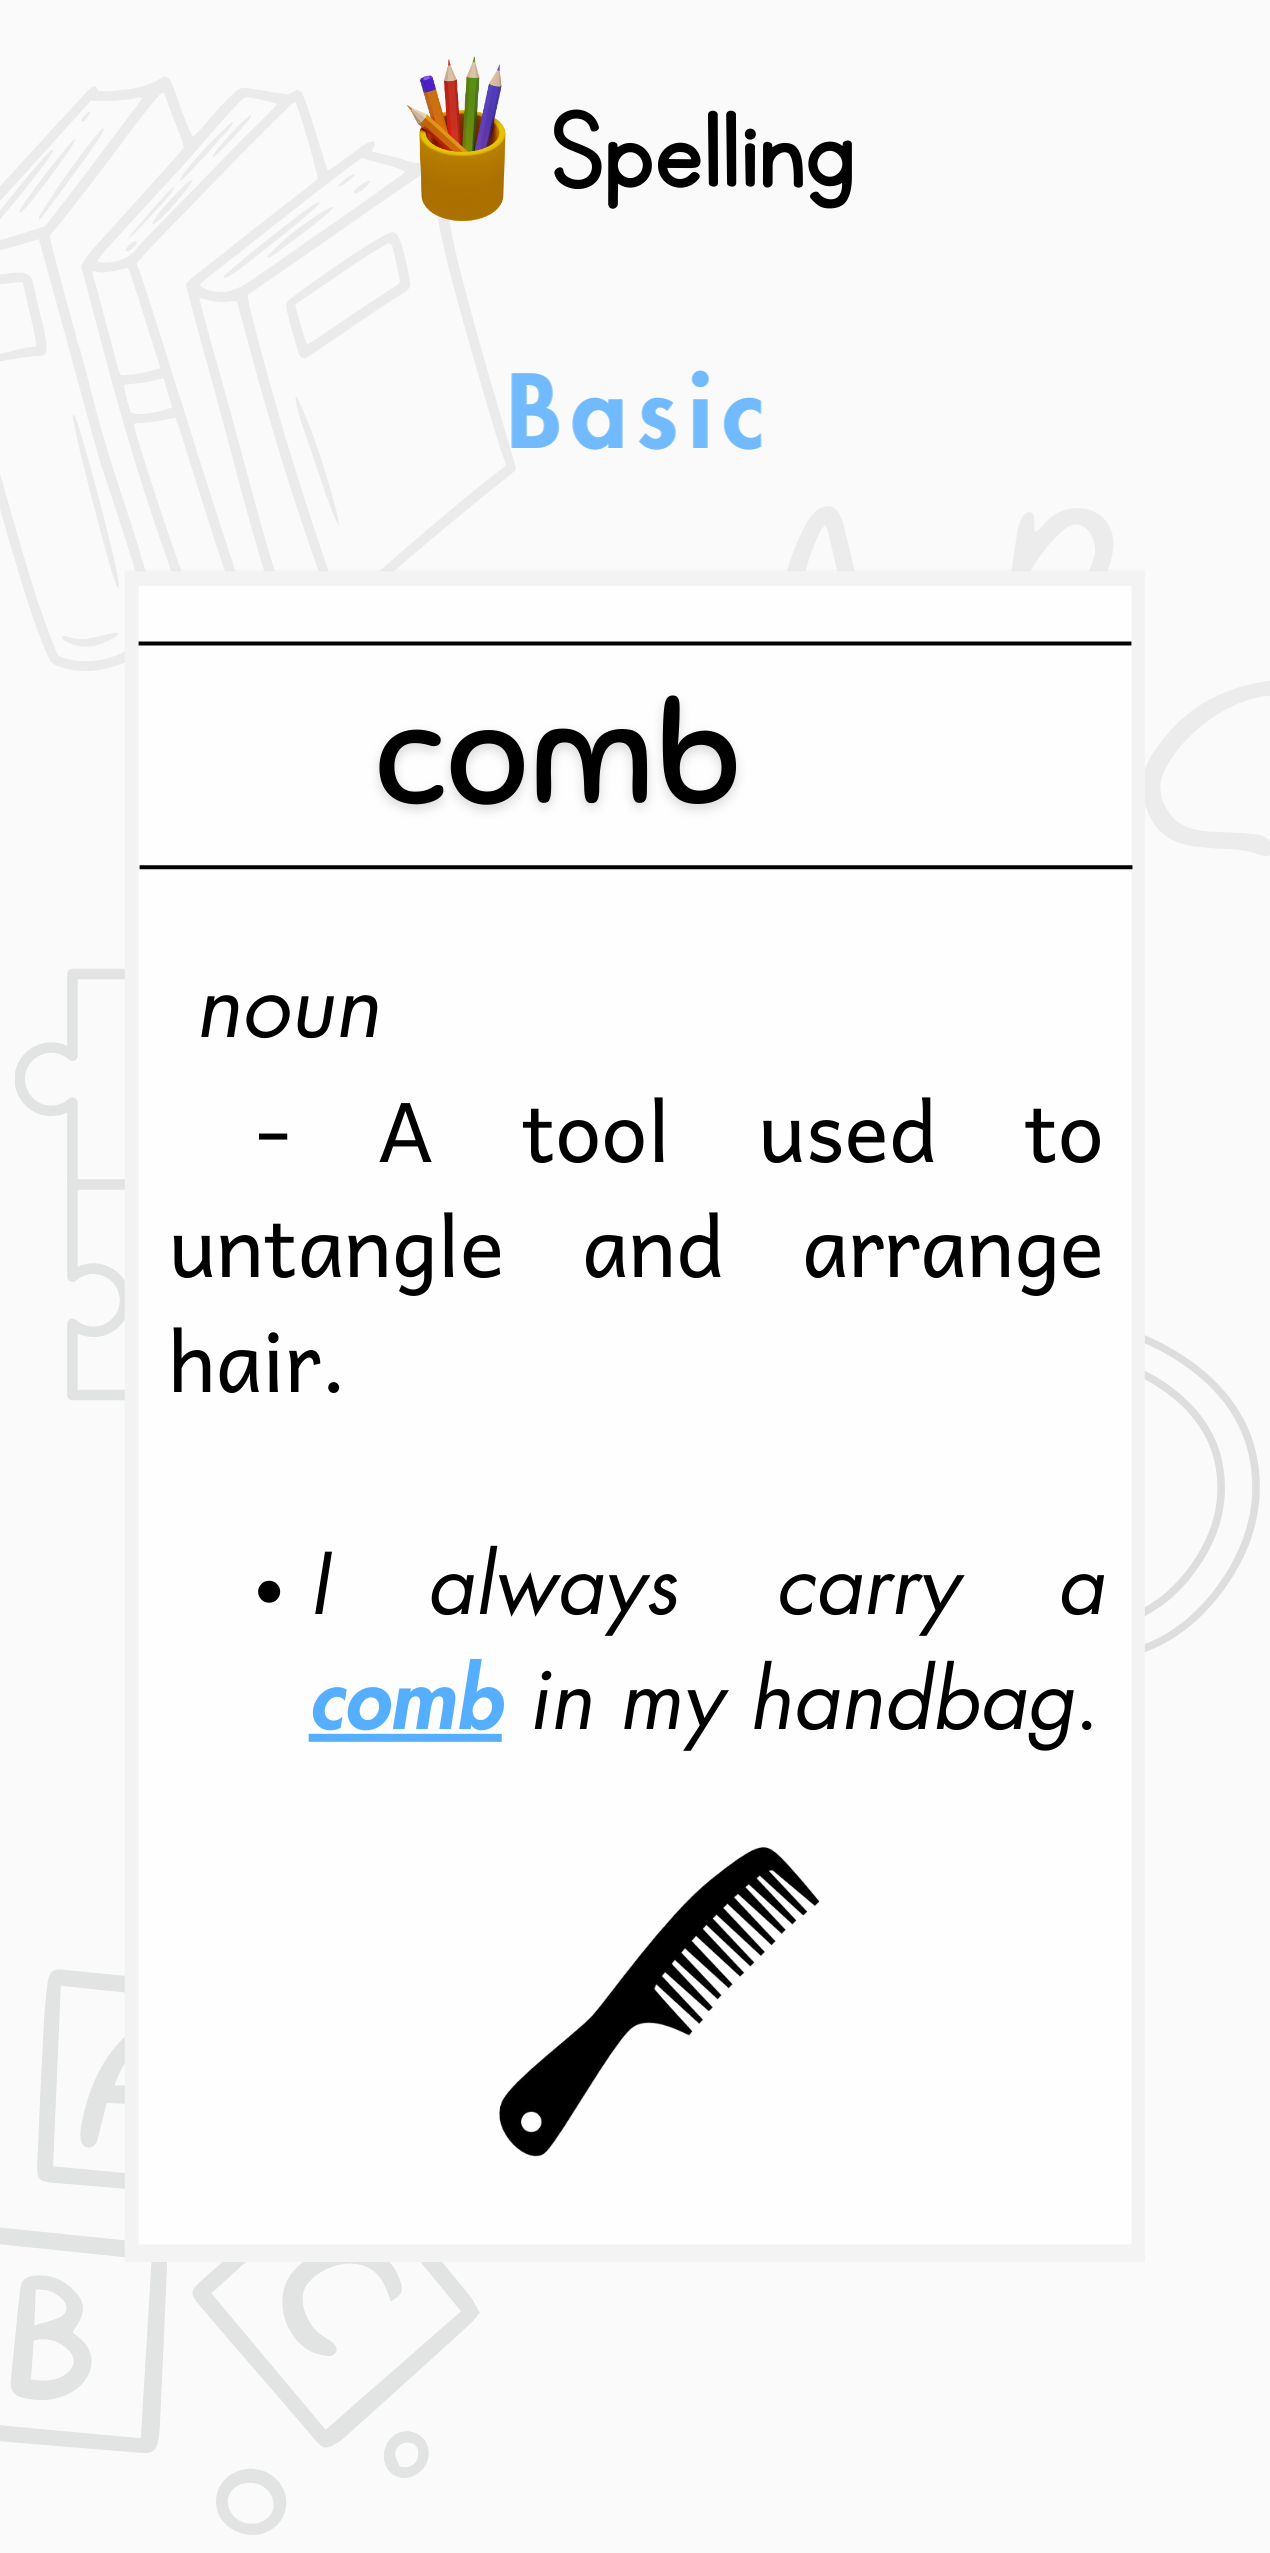 Spelling
Basic
comb
noun
- A tool used to
untangle and arrange
hair.
• I always carry a
comb in my handbag.
A
B
C